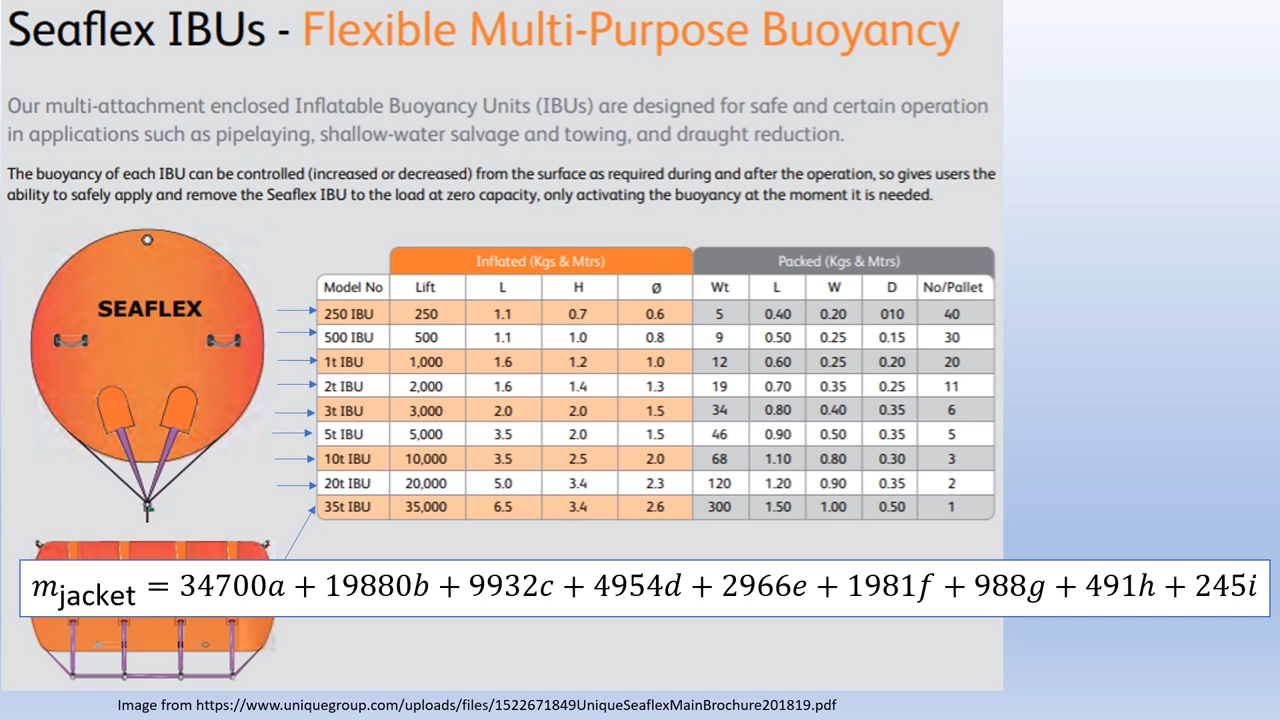 Seaflex IBUs - Flexible Multi-Purpose Buoyancy
Our multi-attachment enclosed Inflatable Buoyancy Units (IBUs) are designed for safe and certain operation
in applications such as pipelaying, shallow-water salvage and towing, and draught reduction.
The buoyancy of each IBU can be controlled (increased or decreased) from the surface as required during and after the operation, so gives users the
ability to safely apply and remove the Seaflex IBU to the load at zero capacity, only activating the buoyancy at the moment it is needed.
SEAFLEX
Inflated (Kgs & Mtrs) Packed (Kgs & Mtrs)
Model No Lift L H Ø Wt L W D No/Pallet
250 IBU 250 1.1 0.7 0.6 5 0.40 0.20 010 40
500 IBU 500 1.1 1.0 0.8 9 0.50 0.25 0.15 30
1t IBU 1,000 1.6 1.2 1.0 12 0.60 0.25 0.20 20
2t IBU 2,000 1.6 1.4 1.3 19 0.70 0.35 0.25 11
3t IBU 3,000 2.0 2.0 1.5 34 0.80 0.40 0.35 6
5t IBU 5,000 3.5 2.0 1.5 46 0.90 0.50 0.35 5
10t IBU 10,000 3.5 2.5 2.0 68 1.10 0.80 0.30 3
20t IBU 20,000 5.0 3.4 2.3 120 1.20 0.90 0.35 2
35t IBU 35,000 6.5 3.4 2.6 300 1.50 1.00 0.50 1
m_jacket = 34700a + 19880b + 9932c + 4954d + 2966e + 1981f + 988g + 491h + 245i
Image from https://www.uniquegroup.com/uploads/files/1522671849UniqueSeaflexMainBrochure201819.pdf